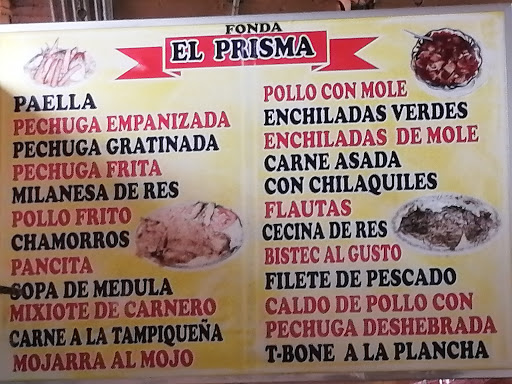 FONDA
EL PRISMA
PAELLA
PECHUGA EMPANIZADA
PECHUGA GRATINADA
PECHUGA FRITA
MILANESA DE RES
POLLO FRITO
CHAMORROS
PANCITA
SOPA DE MEDULA
MIXIOTE DE CARNERO
CARNE A LA TAMPIQUEÑA
MOJARRA AL MOJO
POLLO CON MOLE
ENCHILADAS VERDES
ENCHILADAS DE MOLE
CARNE ASADA
CON CHILAQUILES
FLAUTAS
CECINA DE RES
BISTEC AL GUSTO
FILETE DE PESCADO
CALDO DE POLLO CON
PECHUGA DESHEBRADA
T-BONE A LA PLANCHA